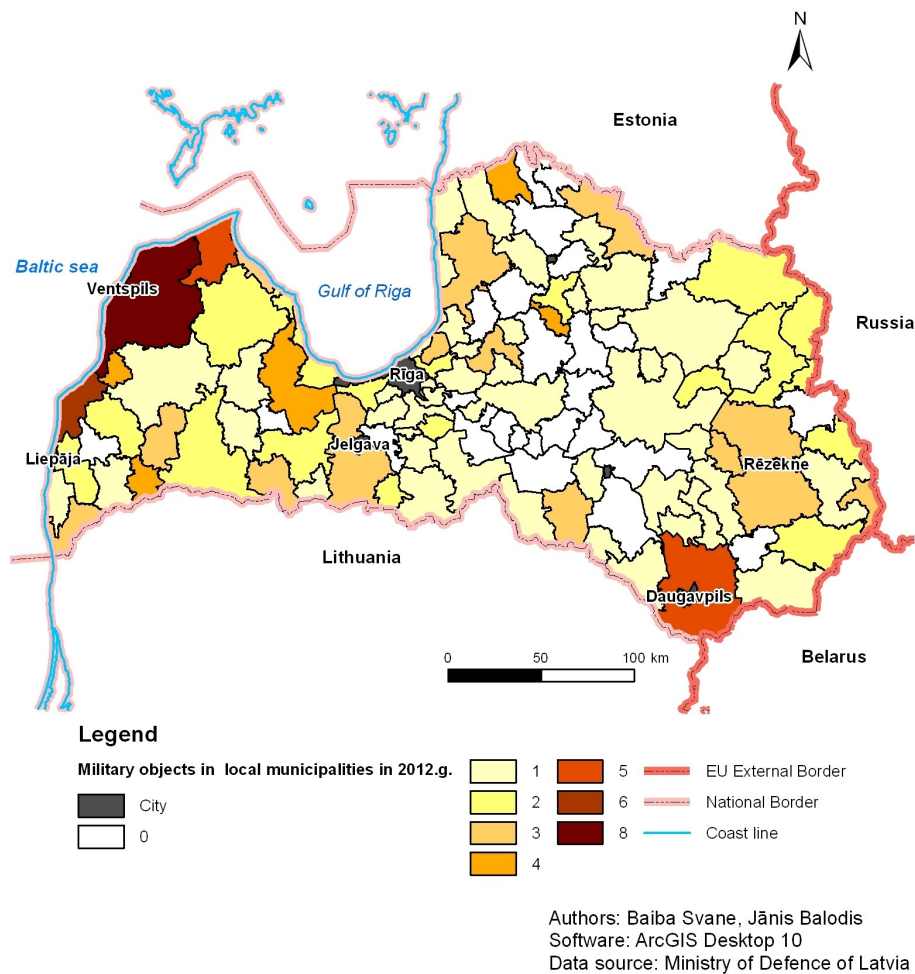 N
Estonia
Baltic sea
Ventspils
Gulf of Riga
Russia
Rīga
Liepāja
Jelgava
Rēzekne
Lithuania
Daugavpils
Belarus
0 50 100 km
Legend
Military objects in local municipalities in 2012.g.
City
0
1
2
3
4
5
6
8
EU External Border
National Border
Coast line
Authors: Baiba Svane, Jānis Balodis
Software: ArcGIS Desktop 10
Data source: Ministry of Defence of Latvia